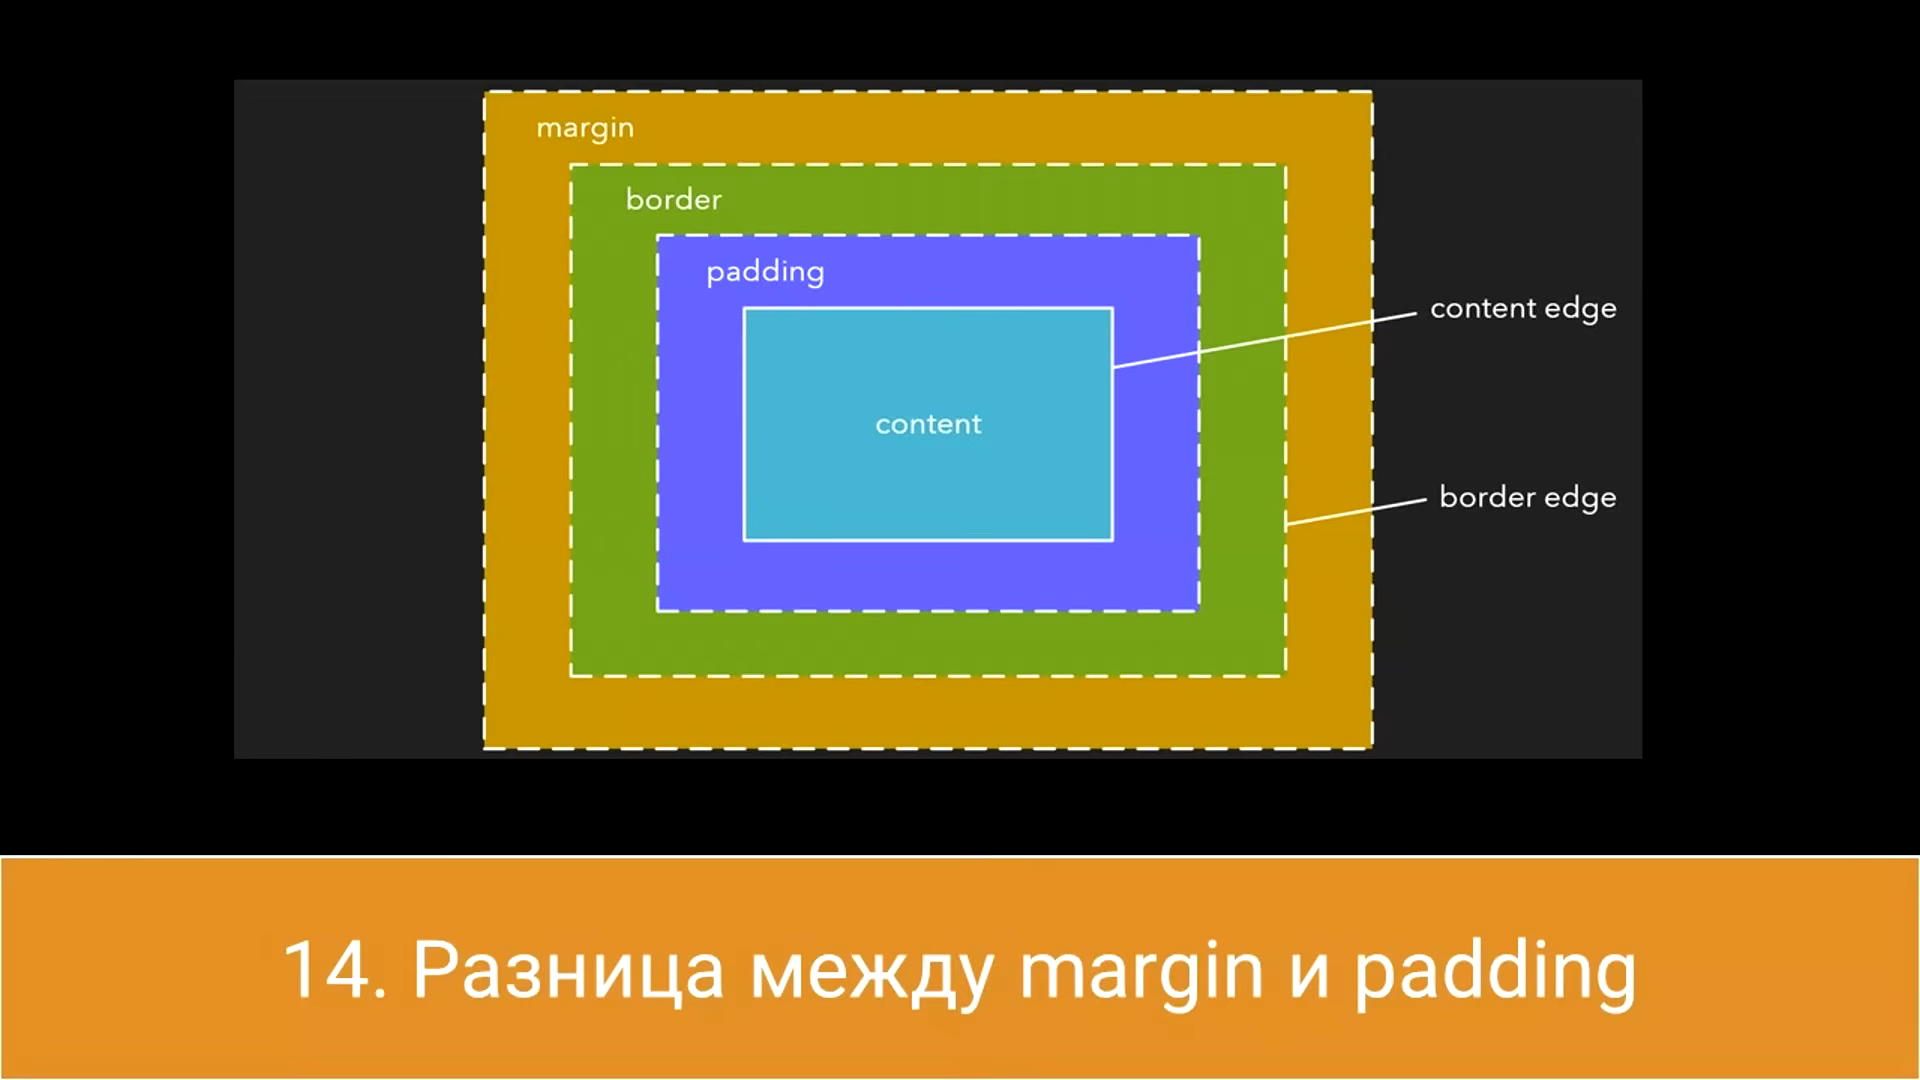 margin
border
padding
content edge
content
border edge
14. Разница между margin и padding